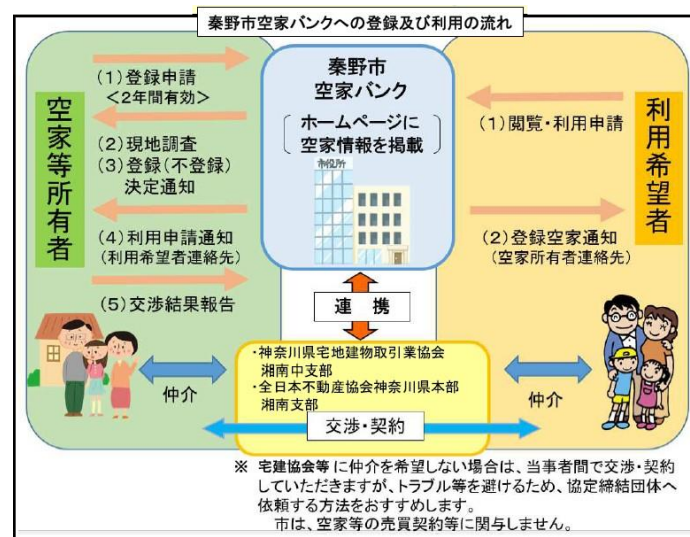 秦野市空家バンクへの登録及び利用の流れ
空家等所有者
(1)登録申請
<2年間有効>
(2)現地調査
(3)登録(不登録)
決定通知
(4)利用申請通知
(利用希望者連絡先)
(5)交渉結果報告
秦野市
空家バンク
ホームページに
空家情報を掲載
市役所
(1)閲覧・利用申請
(2)登録空家通知
(空家所有者連絡先)
利用希望者
連 携
仲介
・神奈川県宅地建物取引業協会
湘南中支部
・全日本不動産協会神奈川県本部
湘南支部
仲介
交渉・契約
※ 宅建協会等に仲介を希望しない場合は、当事者間で交渉・契約
していただきますが、トラブル等を避けるため、協定締結団体へ
依頼する方法をおすすめします。
市は、空家等の売買契約等に関与しません。